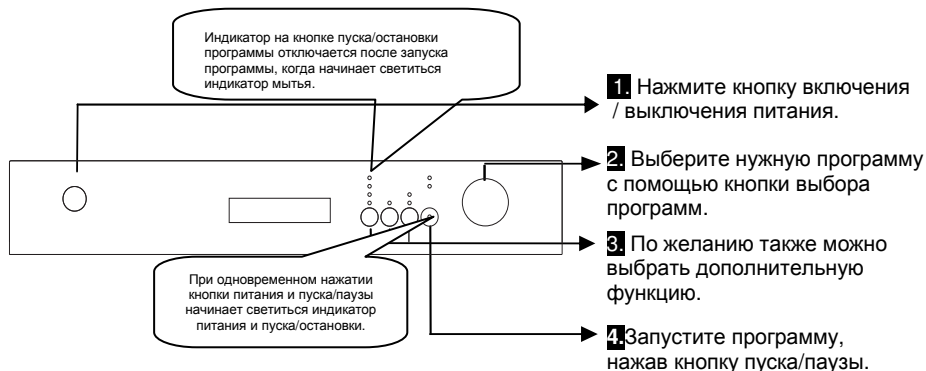 Индикатор на кнопке пуска/остановки
программы отключается после запуска
программы, когда начинает светиться
индикатор мытья.
1. Нажмите кнопку включения
/ выключения питания.
2. Выберите нужную программу
с помощью кнопки выбора
программ.
3. По желанию также можно
выбрать дополнительную
функцию.
При одновременном нажатии
кнопки питания и пуска/паузы
начинает светиться индикатор
питания и пуска/остановки.
4.Запустите программу,
нажав кнопку пуска/паузы.